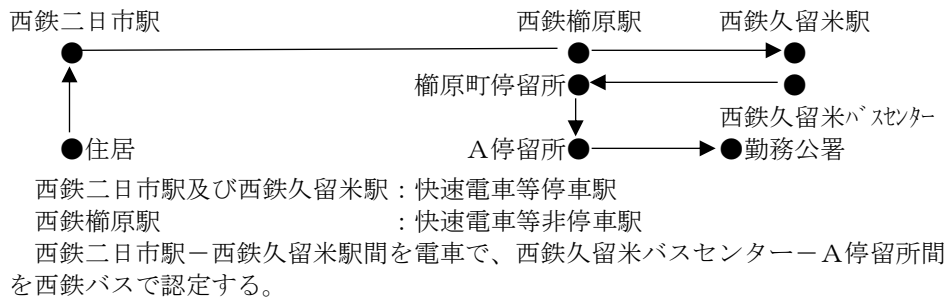 西鉄二日市駅 西鉄櫛原駅 西鉄久留米駅
櫛原町停留所
西鉄久留米バスセンター
住居 A停留所 勤務公署
西鉄二日市駅及び西鉄久留米駅:快速電車等停車駅
西鉄櫛原駅 :快速電車等非停車駅
西鉄二日市駅-西鉄久留米駅間を電車で、西鉄久留米バスセンター-A停留所間
を西鉄バスで認定する。